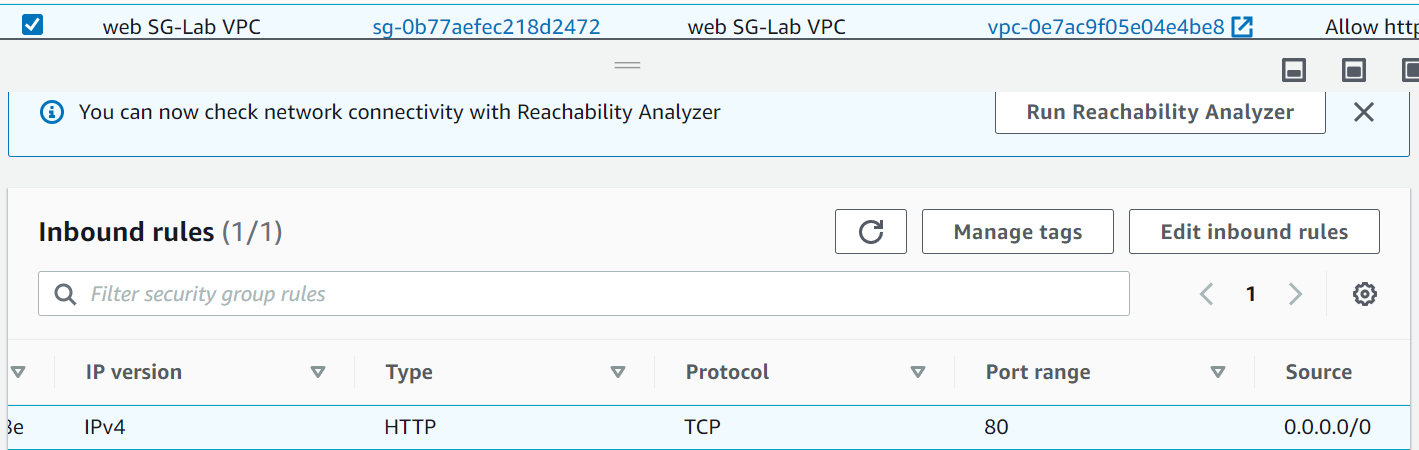 web SG-Lab VPC sg-0b77aefec218d2472 web SG-Lab VPC vpc-0e7ac9f05e04e4be8 Allow http
You can now check network connectivity with Reachability Analyzer Run Reachability Analyzer
Inbound rules (1/1) Manage tags Edit inbound rules
Filter security group rules 1
IP version Type Protocol Port range Source
3e IPv4 HTTP TCP 80 0.0.0.0/0